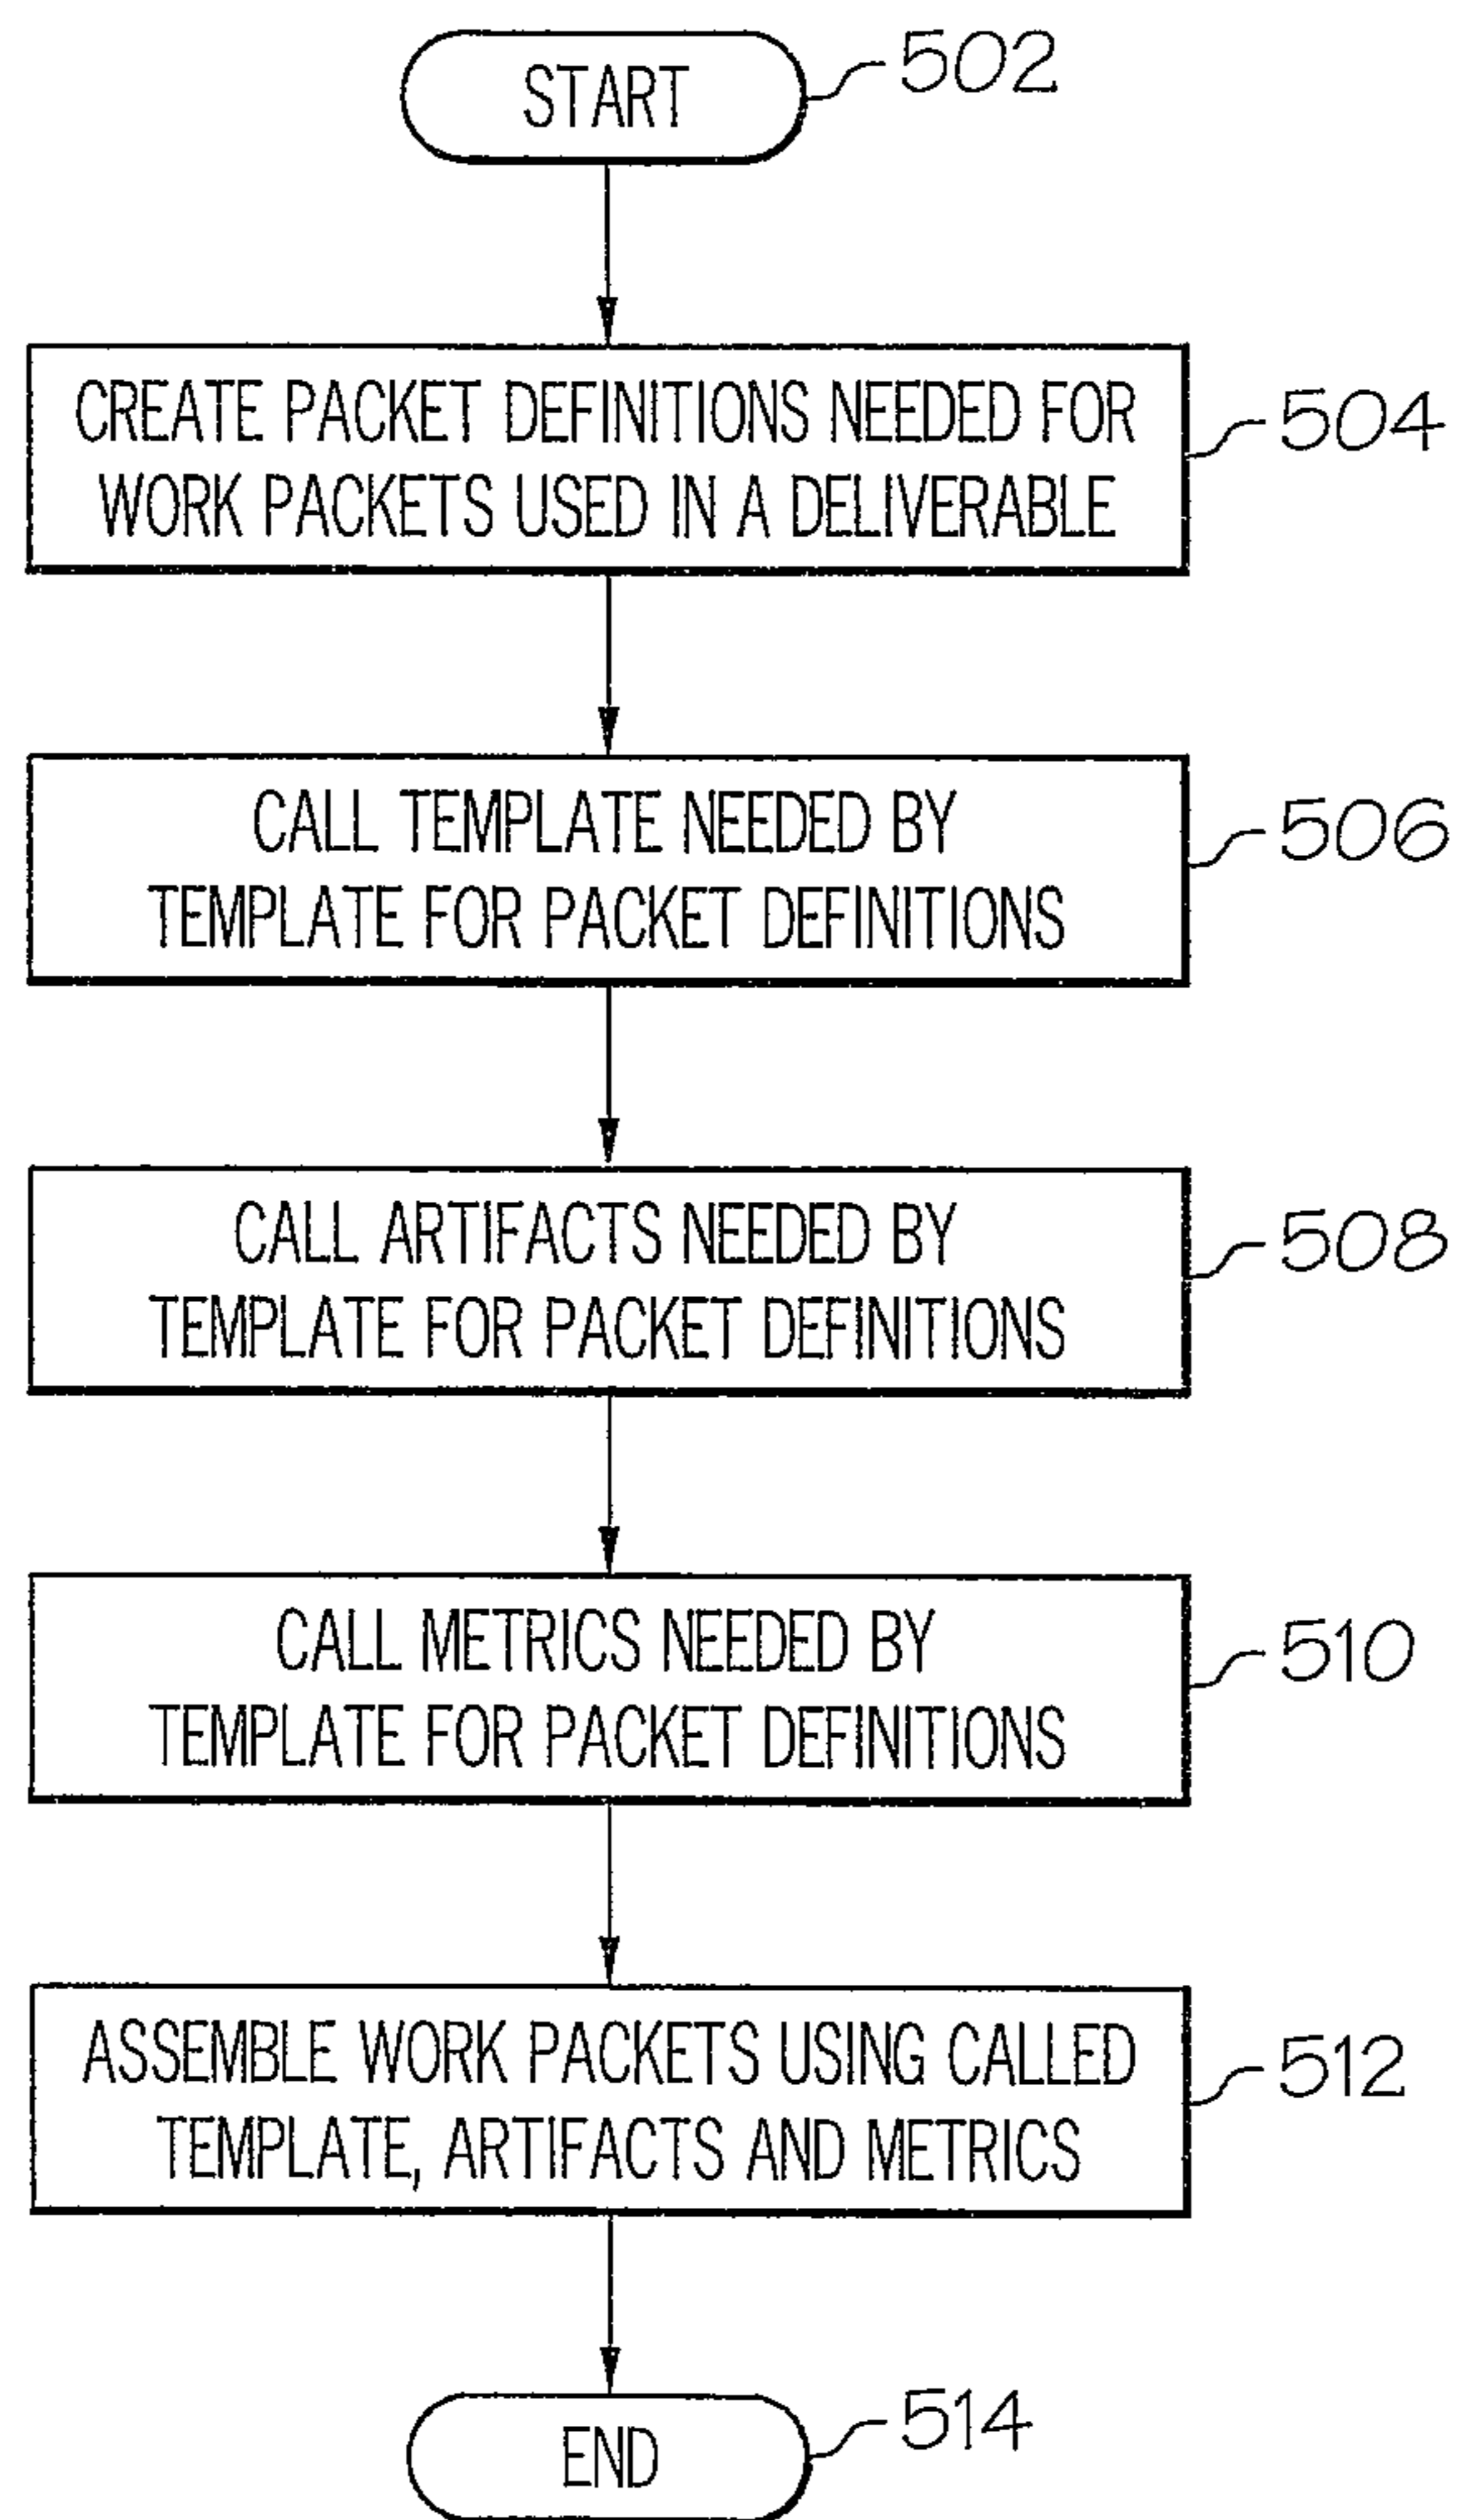 START
502
CREATE PACKET DEFINITIONS NEEDED FOR
WORK PACKETS USED IN A DELIVERABLE
504
CALL TEMPLATE NEEDED BY
TEMPLATE FOR PACKET DEFINITIONS
506
CALL ARTIFACTS NEEDED BY
TEMPLATE FOR PACKET DEFINITIONS
508
CALL METRICS NEEDED BY
TEMPLATE FOR PACKET DEFINITIONS
510
ASSEMBLE WORK PACKETS USING CALLED
TEMPLATE, ARTIFACTS AND METRICS
512
END
514